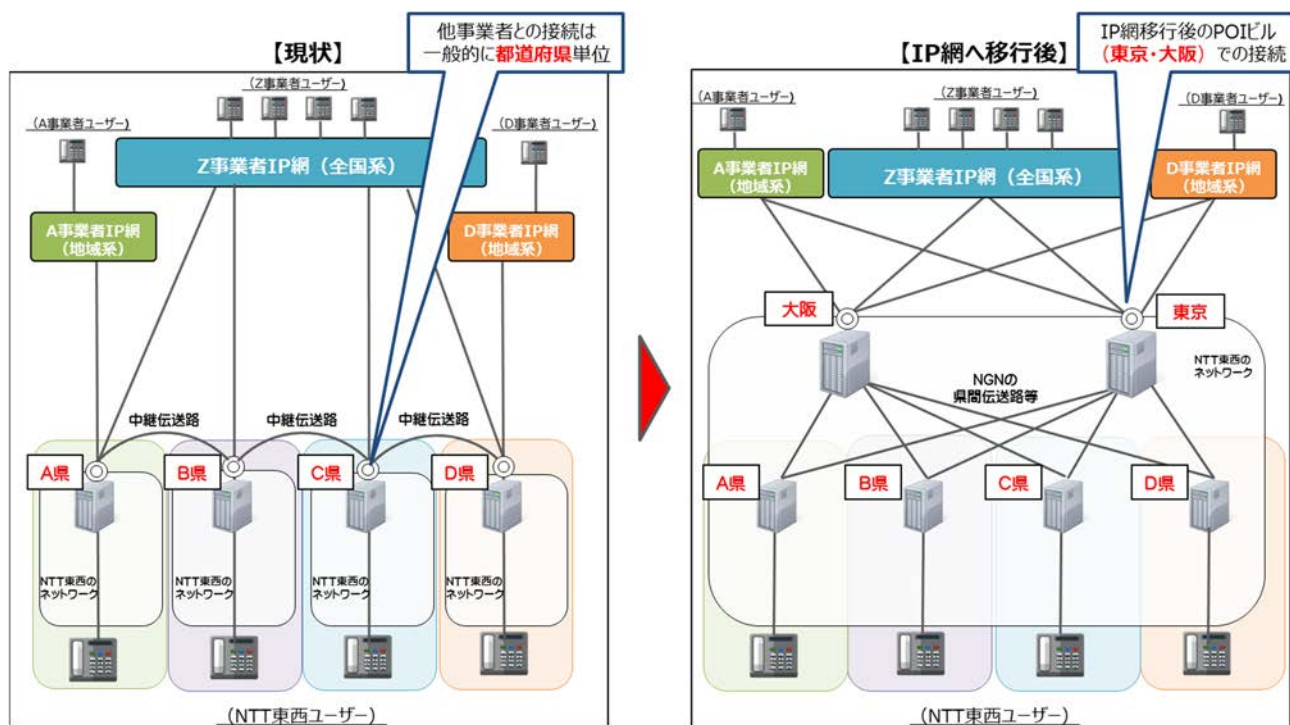 【現状】
他事業者との接続は
一般的に都道府県単位
(Z事業者ユーザー)
(A事業者ユーザー)
(D事業者ユーザー)
Z事業者IP網（全国系）
A事業者IP網
（地域系）
D事業者IP網
（地域系）
中継伝送路
中継伝送路
中継伝送路
A県
B県
C県
D県
NTT東西の
ネットワーク
NTT東西の
ネットワーク
NTT東西の
ネットワーク
NTT東西の
ネットワーク
（NTT東西ユーザー）
【IP網へ移行後】
IP網移行後のPOIビル
（東京・大阪）での接続
(A事業者ユーザー)
(Z事業者ユーザー)
(D事業者ユーザー)
A事業者IP網
（地域系）
Z事業者IP網（全国系）
D事業者IP網
（地域系）
大阪
東京
NTT東西の
ネットワーク
NGNの
県間伝送路等
A県
B県
C県
D県
（NTT東西ユーザー）